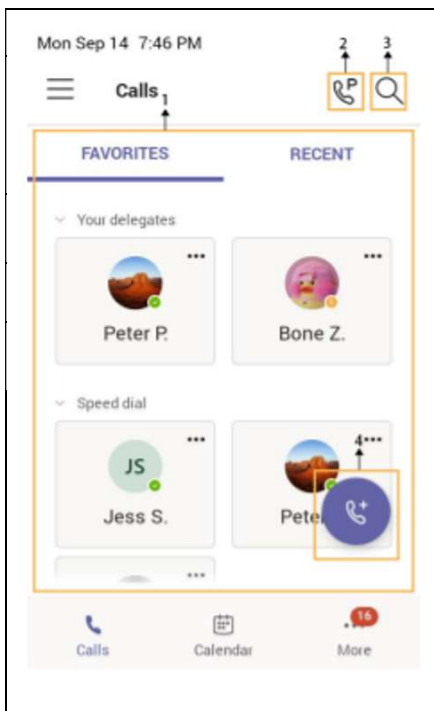 Mon Sep 14 7:46 PM
2 3
Calls 1
P
FAVORITES RECENT
Your delegates
Peter P. Bone Z.
Speed dial
4
JS
Jess S. Pete
16
Calls Calendar More